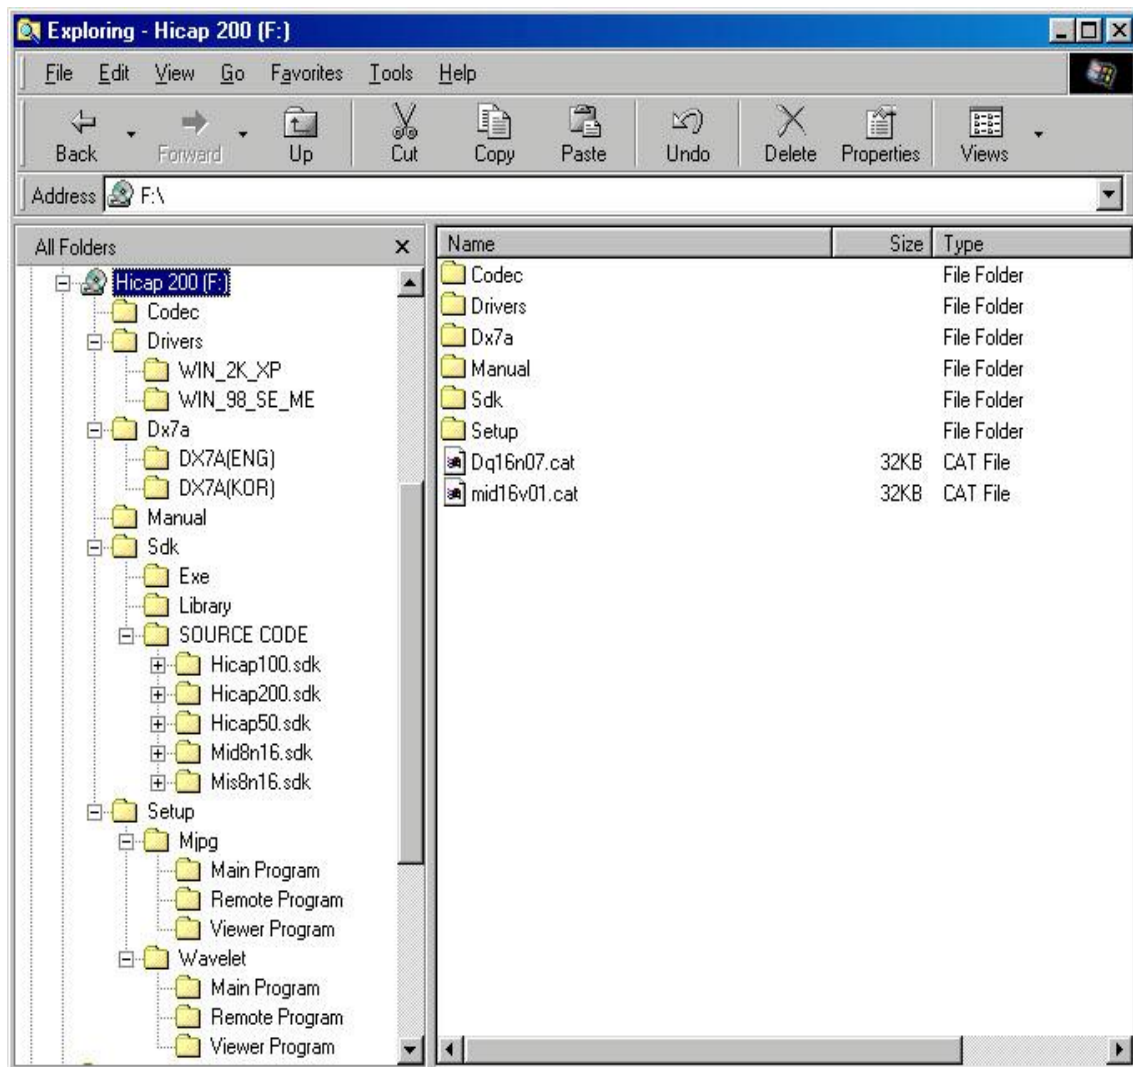 Exploring - Hicap 200 (F:)
File Edit View Go Favorites Tools Help
Back Forward Up Cut Copy Paste Undo Delete Properties Views
Address F:\
All Folders
Hicap 200 (F:)
Codec
Drivers
WIN_2K_XP
WIN_98_SE_ME
Dx7a
DX7A(ENG)
DX7A(KOR)
Manual
Sdk
Exe
Library
SOURCE CODE
Hicap100.sdk
Hicap200.sdk
Hicap50.sdk
Mid8n16.sdk
Mis8n16.sdk
Setup
Mjpg
Main Program
Remote Program
Viewer Program
Wavelet
Main Program
Remote Program
Viewer Program
Name Size Type
Codec File Folder
Drivers File Folder
Dx7a File Folder
Manual File Folder
Sdk File Folder
Setup File Folder
Dq16n07.cat 32KB CAT File
mid16v01.cat 32KB CAT File